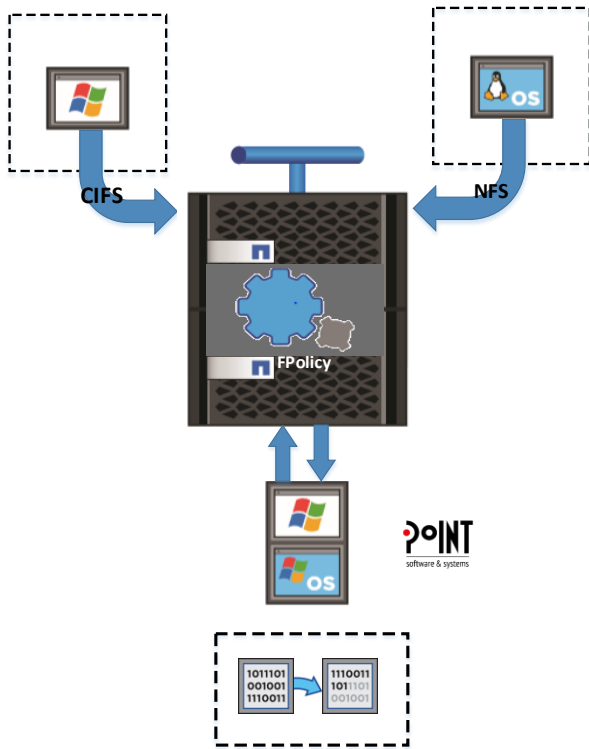 OS
CIFS
NFS
FPolicy
OS
PoINT
software & systems
1011101
001001
1110011
1110011
1011101
001001